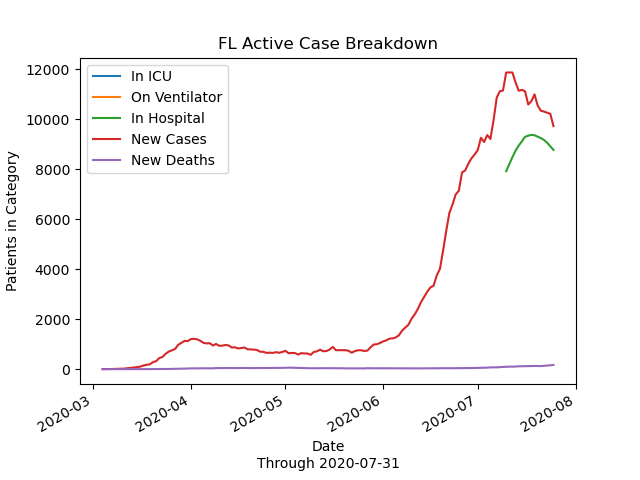 FL Active Case Breakdown
In ICU
On Ventilator
In Hospital
New Cases
New Deaths
12000
10000
8000
6000
4000
2000
0
Patients in Category
2020-03
2020-04
2020-05
2020-06
2020-07
2020-08
Date
Through 2020-07-31